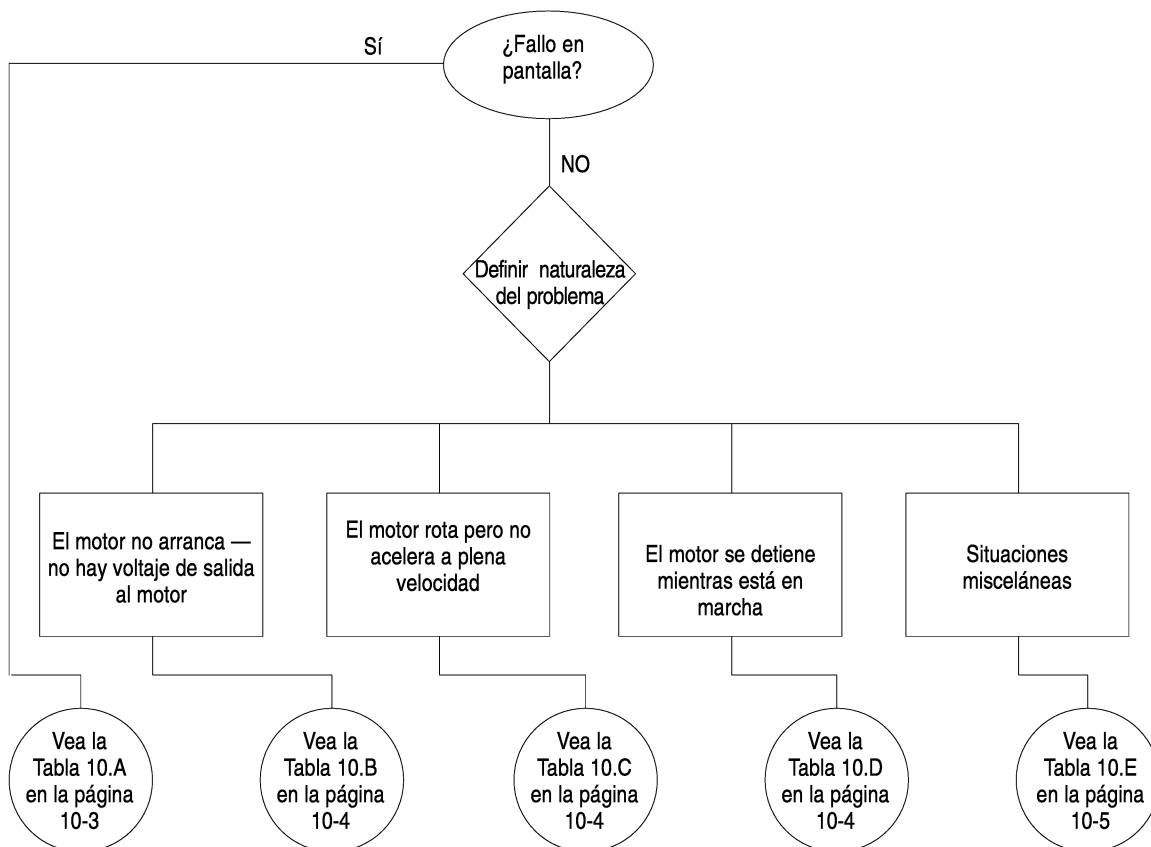 ¿Fallo en
pantalla?
Sí
NO
Definir naturaleza
del problema
El motor no arranca —
no hay voltaje de salida
al motor
El motor rota pero no
acelera a plena
velocidad
El motor se detiene
mientras está en
marcha
Situaciones
misceláneas
Vea la
Tabla 10.A
en la página
10-3
Vea la
Tabla 10.B
en la página
10-4
Vea la
Tabla 10.C
en la página
10-4
Vea la
Tabla 10.D
en la página
10-4
Vea la
Tabla 10.E
en la página
10-5